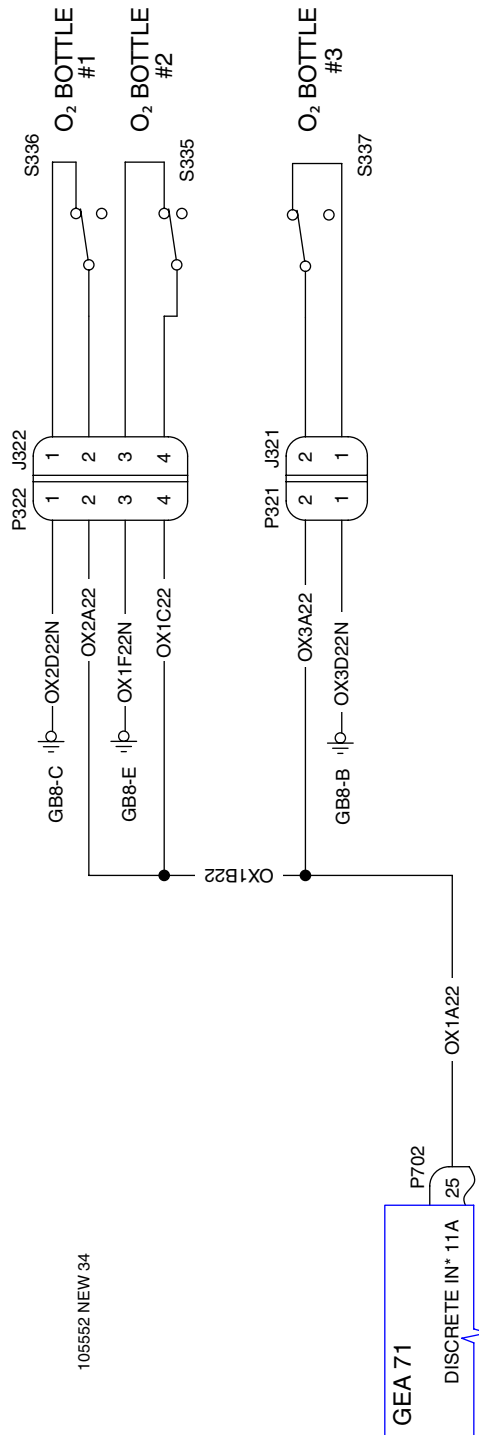 P322
J322
S336
GB8-C
OX2D22N
1
1
O₂ BOTTLE
#1
105552 NEW 34
OX2A22
2
2
GB8-E
OX1F22N
3
3
O₂ BOTTLE
#2
OX1C22
4
4
S335
OX1B22
P321
J321
OX3A22
2
2
O₂ BOTTLE
#3
GB8-B
OX3D22N
1
1
S337
GEA 71
P702
DISCRETE IN* 11A
25
OX1A22